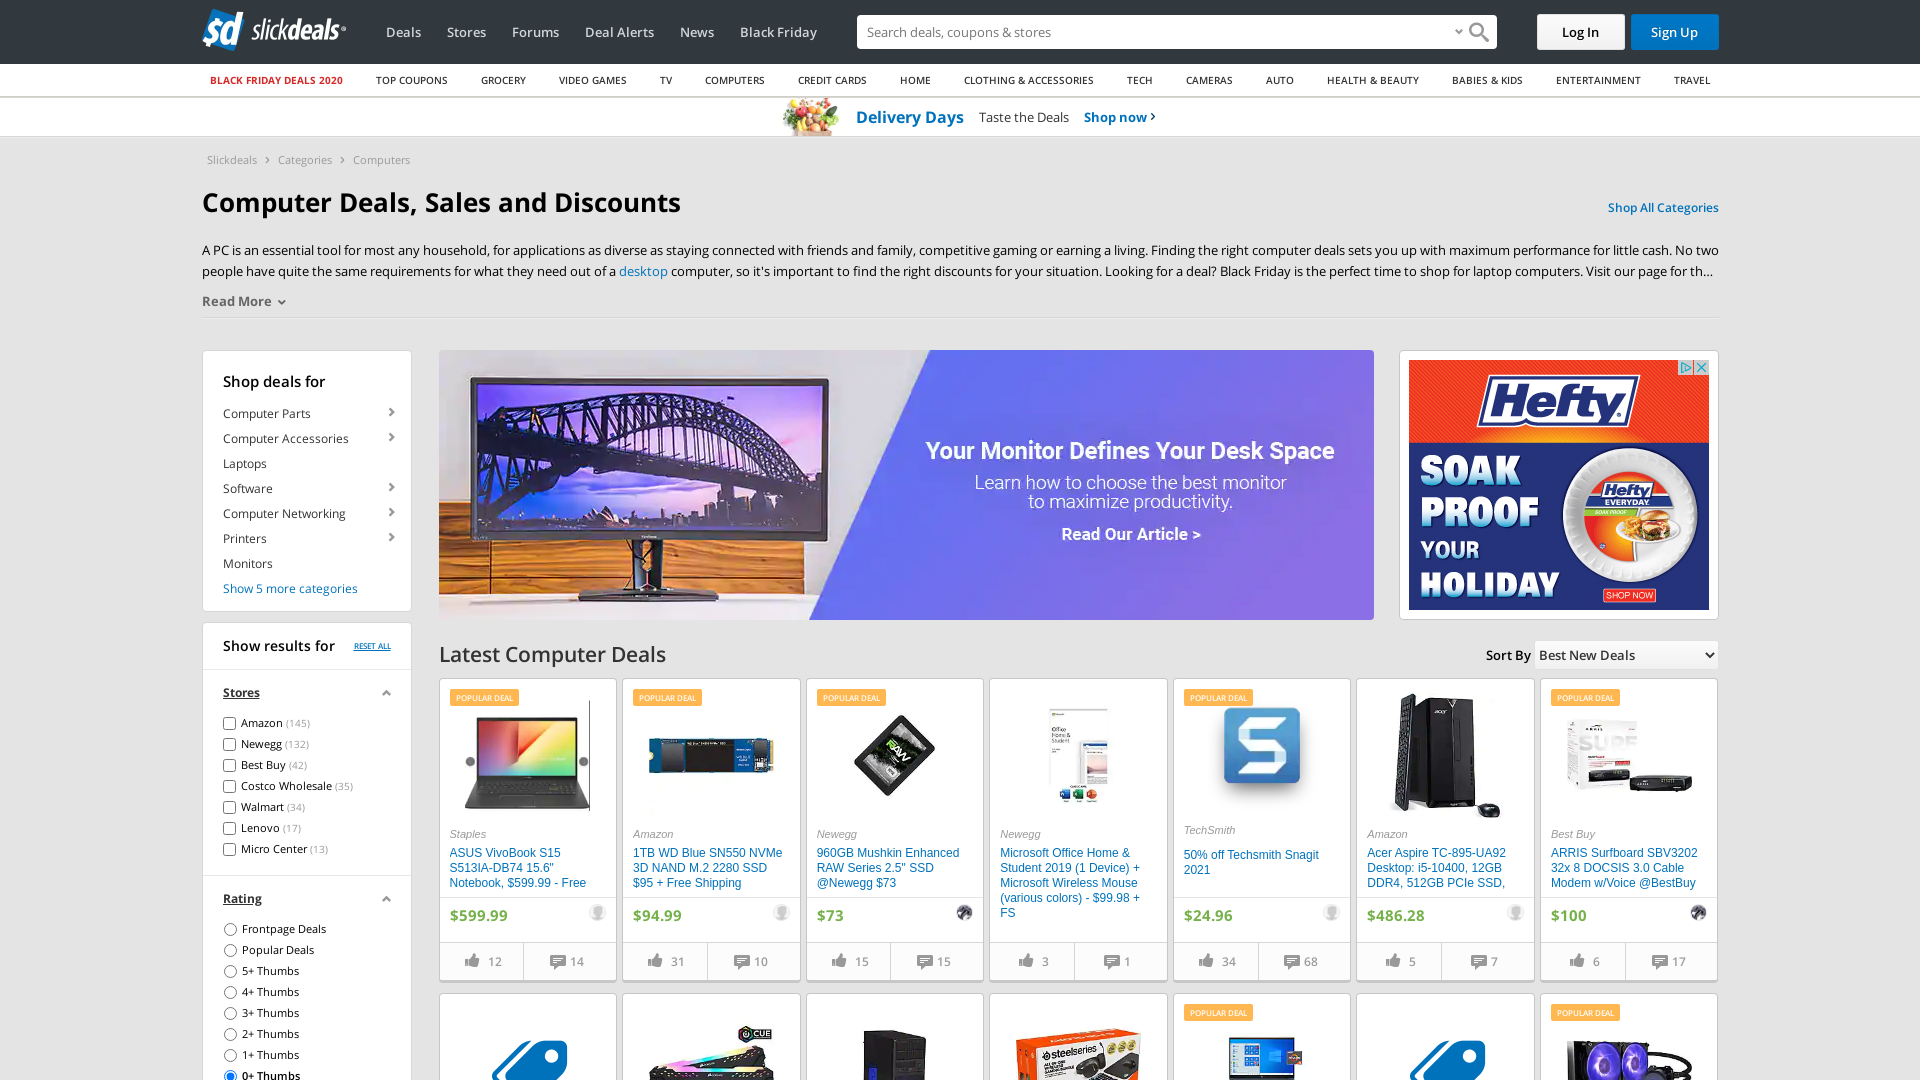 slickdeals
Deals
Stores
Forums
Deal Alerts
News
Black Friday
Search deals, coupons & stores
Log In
Sign Up
BLACK FRIDAY DEALS 2020
TOP COUPONS
GROCERY
VIDEO GAMES
TV
COMPUTERS
CREDIT CARDS
HOME
CLOTHING & ACCESSORIES
TECH
CAMERAS
AUTO
HEALTH & BEAUTY
BABIES & KIDS
ENTERTAINMENT
TRAVEL
Delivery Days Taste the Deals Shop now
Slickdeals > Categories > Computers
Computer Deals, Sales and Discounts
Shop All Categories
A PC is an essential tool for most any household, for applications as diverse as staying connected with friends and family, competitive gaming or earning a living. Finding the right computer deals sets you up with maximum performance for little cash. No two
people have quite the same requirements for what they need out of a desktop computer, so it's important to find the right discounts for your situation. Looking for a deal? Black Friday is the perfect time to shop for laptop computers. Visit our page for th...
Read More
Shop deals for
Computer Parts
Computer Accessories
Laptops
Software
Computer Networking
Printers
Monitors
Show 5 more categories
Your Monitor Defines Your Desk Space
Learn how to choose the best monitor
to maximize productivity.
Read Our Article >
Hefty
SOAK
PROOF
YOUR
HOLIDAY
Hefty
EVERYDAY
SOAK PROOF
SHOP NOW
Show results for
RESET ALL
Stores
Amazon (145)
Newegg (132)
Best Buy (42)
Costco Wholesale (35)
Walmart (34)
Lenovo (17)
Micro Center (13)
Rating
Frontpage Deals
Popular Deals
5+ Thumbs
4+ Thumbs
3+ Thumbs
2+ Thumbs
1+ Thumbs
0+ Thumbs
Latest Computer Deals
Sort By Best New Deals
POPULAR DEAL
Staples
ASUS VivoBook S15
S513IA-DB74 15.6"
Notebook, $599.99 - Free
$599.99
12
14
POPULAR DEAL
Amazon
1TB WD Blue SN550 NVMe
3D NAND M.2 2280 SSD
$95 + Free Shipping
$94.99
31
10
POPULAR DEAL
RAW
Newegg
960GB Mushkin Enhanced
RAW Series 2.5" SSD
@Newegg $73
$73
15
15
Office
Home &
Student
Newegg
Microsoft Office Home &
Student 2019 (1 Device) +
Microsoft Wireless Mouse
(various colors) - $99.98 +
FS
3
1
POPULAR DEAL
TechSmith
50% off Techsmith Snagit
2021
$24.96
34
68
acer
Amazon
Acer Aspire TC-895-UA92
Desktop: i5-10400, 12GB
DDR4, 512GB PCIe SSD,
$486.28
5
7
POPULAR DEAL
ARRIS
SURF
Best Buy
ARRIS Surfboard SBV3202
32x 8 DOCSIS 3.0 Cable
Modem w/Voice @BestBuy
$100
6
17
CUE
steelseries
POPULAR DEAL
POPULAR DEAL